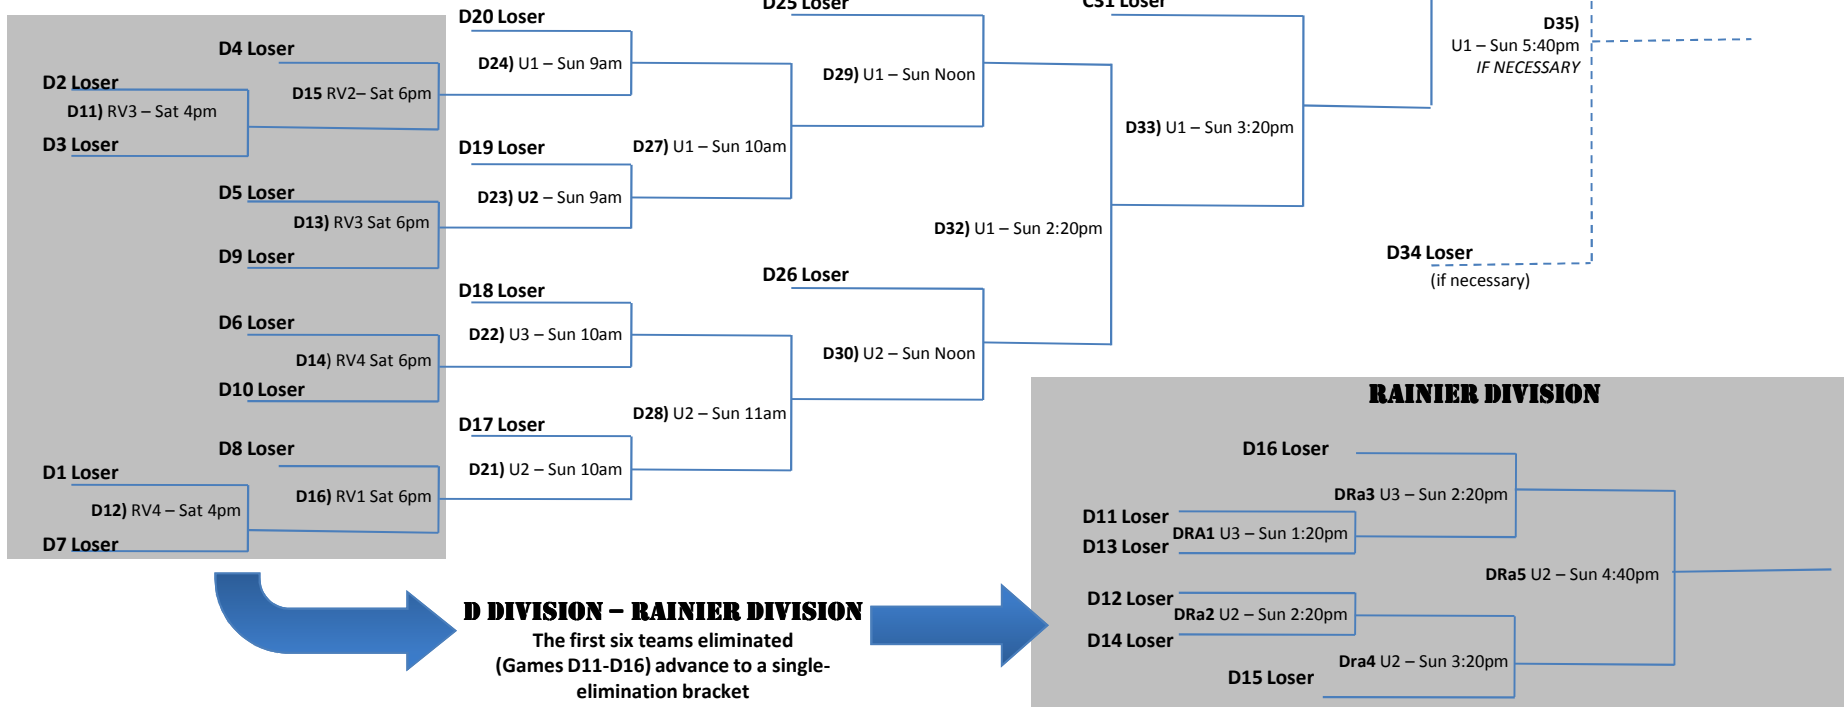 D25 Loser
C31 Loser
D20 Loser
D35)
U1 – Sun 5:40pm
IF NECESSARY
D4 Loser
D24) U1 – Sun 9am
D29) U1 – Sun Noon
D2 Loser
D15 RV2– Sat 6pm
D11) RV3 – Sat 4pm
D33) U1 – Sun 3:20pm
D3 Loser
D19 Loser
D27) U1 – Sun 10am
D5 Loser
D23) U2 – Sun 9am
D13) RV3 Sat 6pm
D32) U1 – Sun 2:20pm
D9 Loser
D34 Loser
(if necessary)
D26 Loser
D18 Loser
D6 Loser
D22) U3 – Sun 10am
D14) RV4 Sat 6pm
D30) U2 – Sun Noon
D10 Loser
D28) U2 – Sun 11am
D17 Loser
D8 Loser
D1 Loser
D21) U2 – Sun 10am
D16) RV1 Sat 6pm
D12) RV4 – Sat 4pm
D7 Loser
RAINIER DIVISION
D16 Loser
DRa3 U3 – Sun 2:20pm
D11 Loser
DRA1 U3 – Sun 1:20pm
D13 Loser
DRa5 U2 – Sun 4:40pm
D12 Loser
DRa2 U2 – Sun 2:20pm
D14 Loser
Dra4 U2 – Sun 3:20pm
D15 Loser
D DIVISION – RAINIER DIVISION
The first six teams eliminated
(Games D11-D16) advance to a single-
elimination bracket